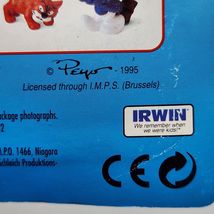 © Peyo - 1995
Licensed through I.M.P.S. (Brussels)
ackage photographs.
2
IRWIN
We remember when
we were kids!
.P.O. 1466, Niagara
Produktions-
CE